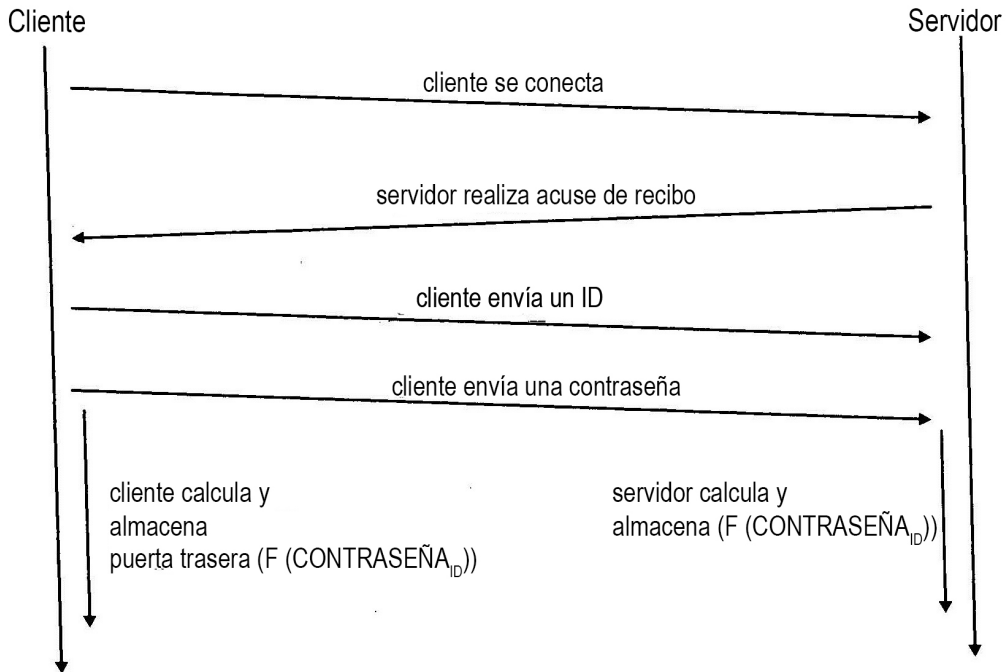 Cliente
Servidor
cliente se conecta
servidor realiza acuse de recibo
cliente envía un ID
cliente envía una contraseña
cliente calcula y
almacena
puerta trasera (F (CONTRASEÑA_ID))
servidor calcula y
almacena (F (CONTRASEÑA_ID))